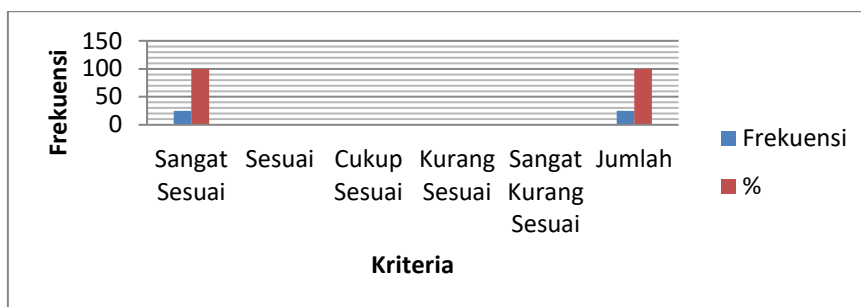 150
100
50
0
Frekuensi
Sangat Sesuai
Sesuai
Cukup Sesuai
Kurang Sesuai
Sangat Kurang Sesuai
Jumlah
Kriteria
Frekuensi
%